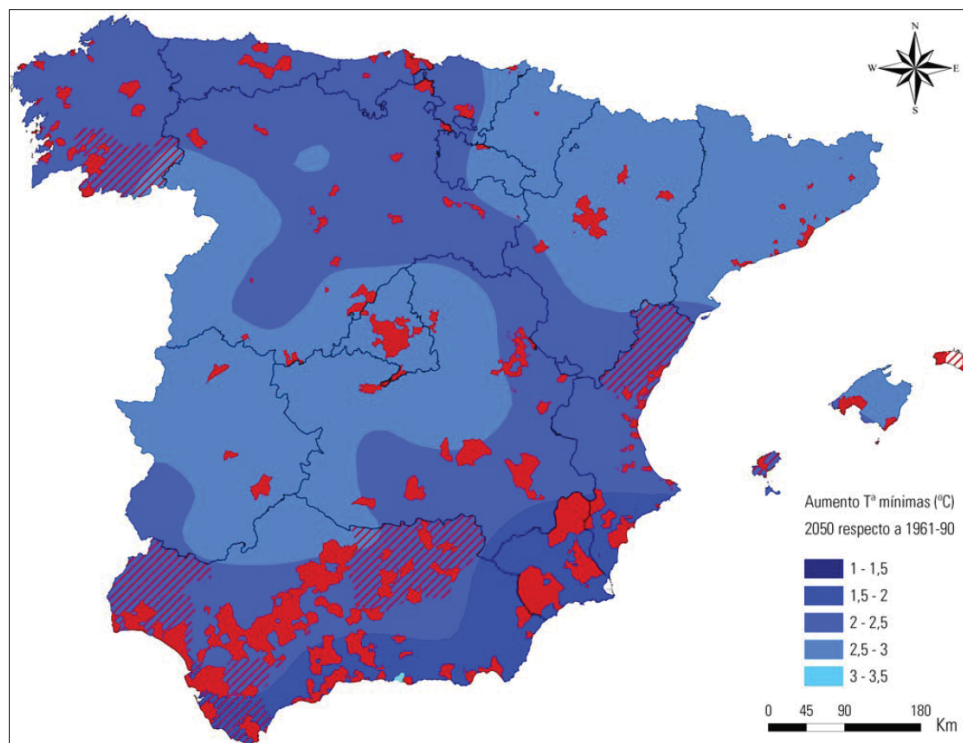 N
W E
S
Aumento Tª mínimas (ºC)
2050 respecto a 1961-90
1 - 1,5
1,5 - 2
2 - 2,5
2,5 - 3
3 - 3,5
0 45 90 180
Km